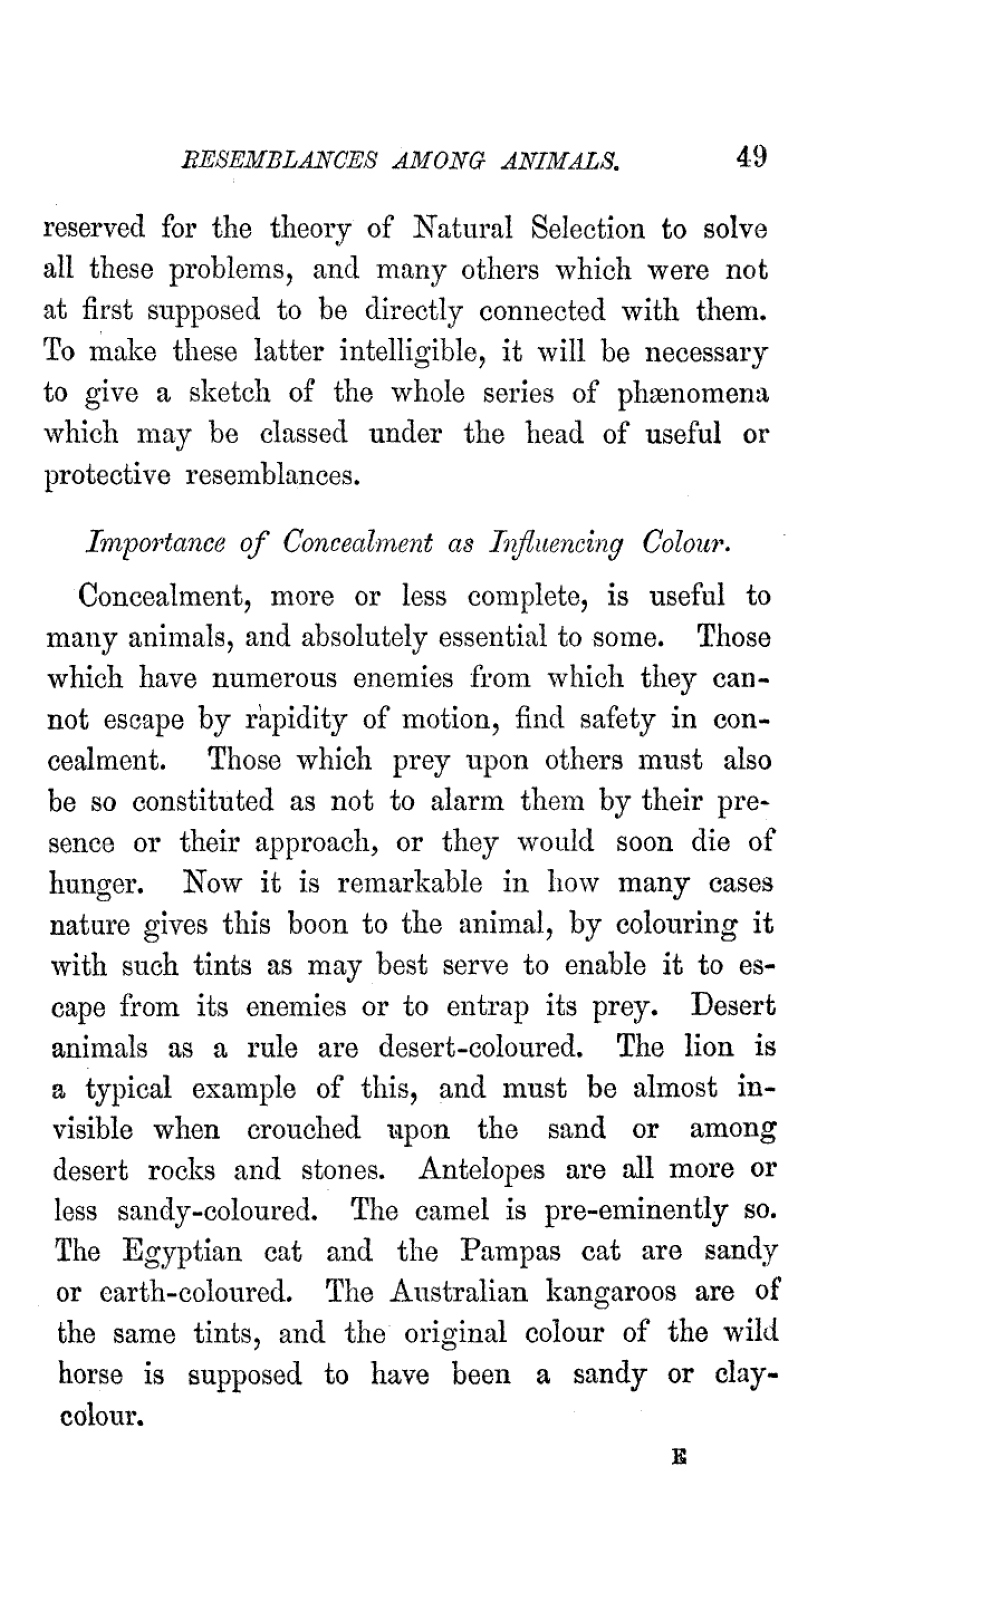 RESEMBLANCES AMONG ANIMALS. 49
reserved for the theory of Natural Selection to solve
all these problems, and many others which were not
at first supposed to be directly connected with them.
To make these latter intelligible, it will be necessary
to give a sketch of the whole series of phænomena
which may be classed under the head of useful or
protective resemblances.
Importance of Concealment as Influencing Colour.
Concealment, more or less complete, is useful to
many animals, and absolutely essential to some. Those
which have numerous enemies from which they can-
not escape by rapidity of motion, find safety in con-
cealment. Those which prey upon others must also
be so constituted as not to alarm them by their pre-
sence or their approach, or they would soon die of
hunger. Now it is remarkable in how many cases
nature gives this boon to the animal, by colouring it
with such tints as may best serve to enable it to es-
cape from its enemies or to entrap its prey. Desert
animals as a rule are desert-coloured. The lion is
a typical example of this, and must be almost in-
visible when crouched upon the sand or among
desert rocks and stones. Antelopes are all more or
less sandy-coloured. The camel is pre-eminently so.
The Egyptian cat and the Pampas cat are sandy
or earth-coloured. The Australian kangaroos are of
the same tints, and the original colour of the wild
horse is supposed to have been a sandy or clay-
colour.
E